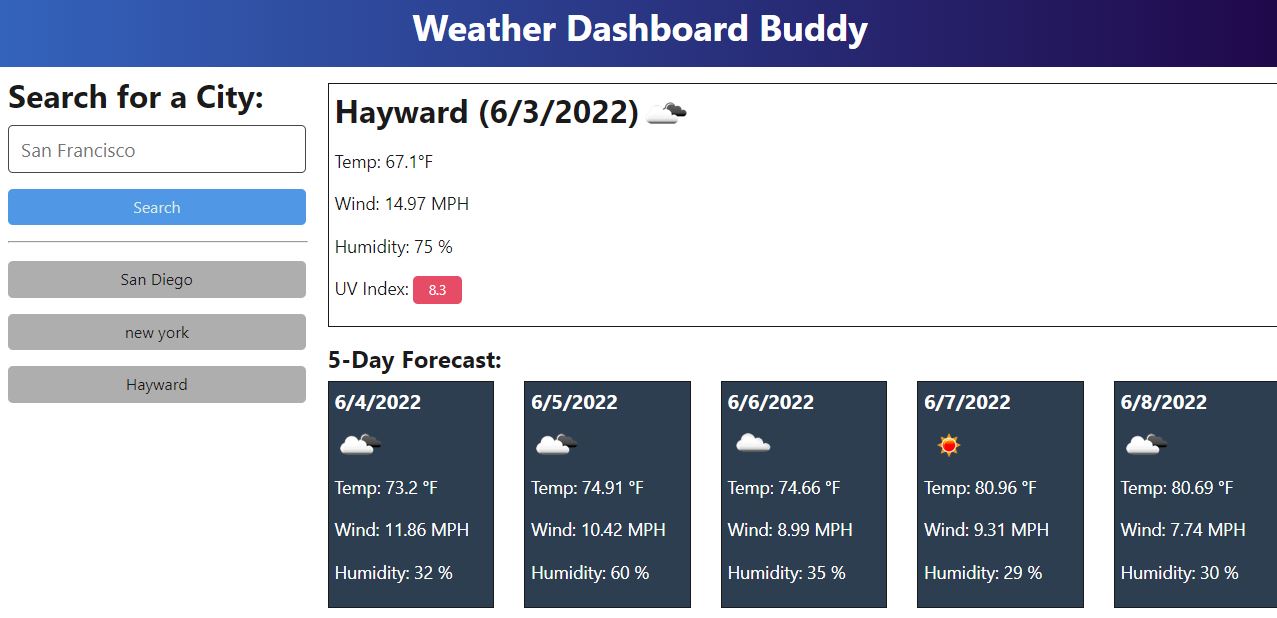 Weather Dashboard Buddy
Search for a City:
San Francisco
Search
San Diego
new york
Hayward
Hayward (6/3/2022)
Temp: 67.1°F
Wind: 14.97 MPH
Humidity: 75 %
UV Index: 8.3
5-Day Forecast:
6/4/2022
Temp: 73.2 °F
Wind: 11.86 MPH
Humidity: 32 %
6/5/2022
Temp: 74.91 °F
Wind: 10.42 MPH
Humidity: 60 %
6/6/2022
Temp: 74.66 °F
Wind: 8.99 MPH
Humidity: 35 %
6/7/2022
Temp: 80.96 °F
Wind: 9.31 MPH
Humidity: 29 %
6/8/2022
Temp: 80.69 °F
Wind: 7.74 MPH
Humidity: 30 %